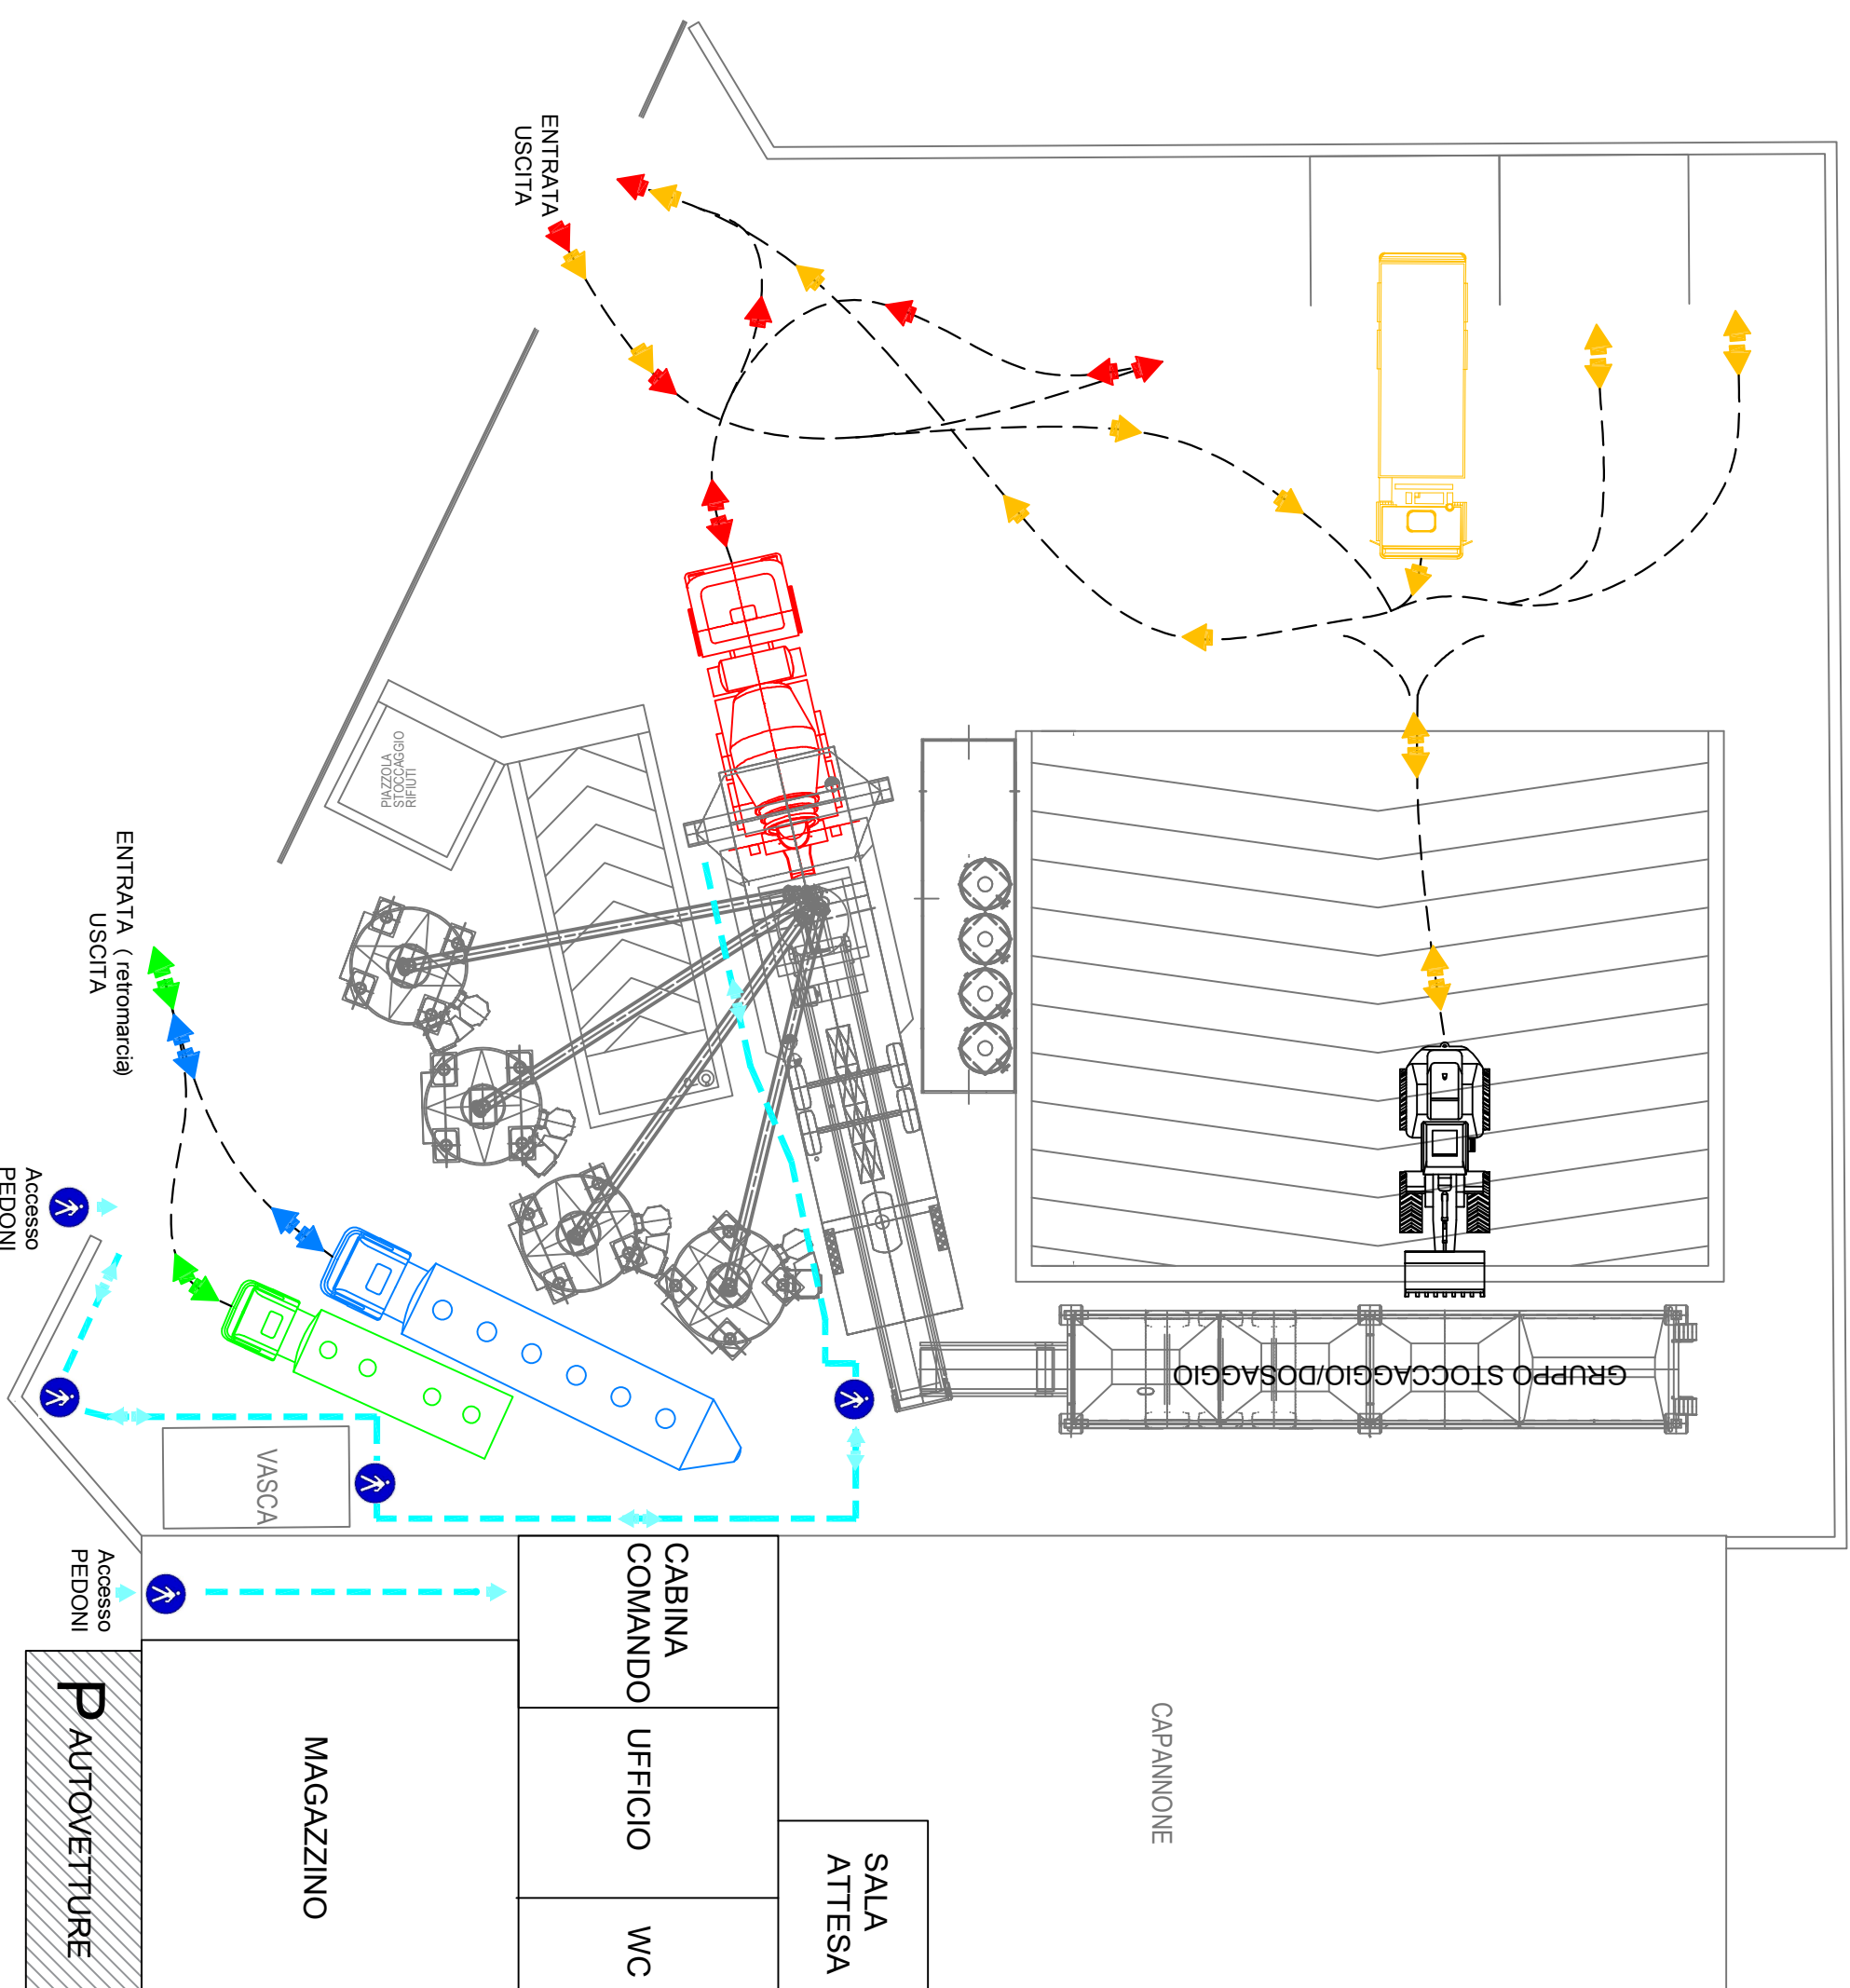 ENTRATA
USCITA
PIAZZOLA
STOCCAGGIO
RIFIUTI
ENTRATA ( retromarcia)
USCITA
Accesso
PEDONI
GRUPPO STOCCAGGIO/DOSAGGIO
VASCA
Accesso
PEDONI
CABINA
COMANDO
UFFICIO
WC
SALA
ATTESA
MAGAZZINO
CAPANNONE
P AUTOVETTURE